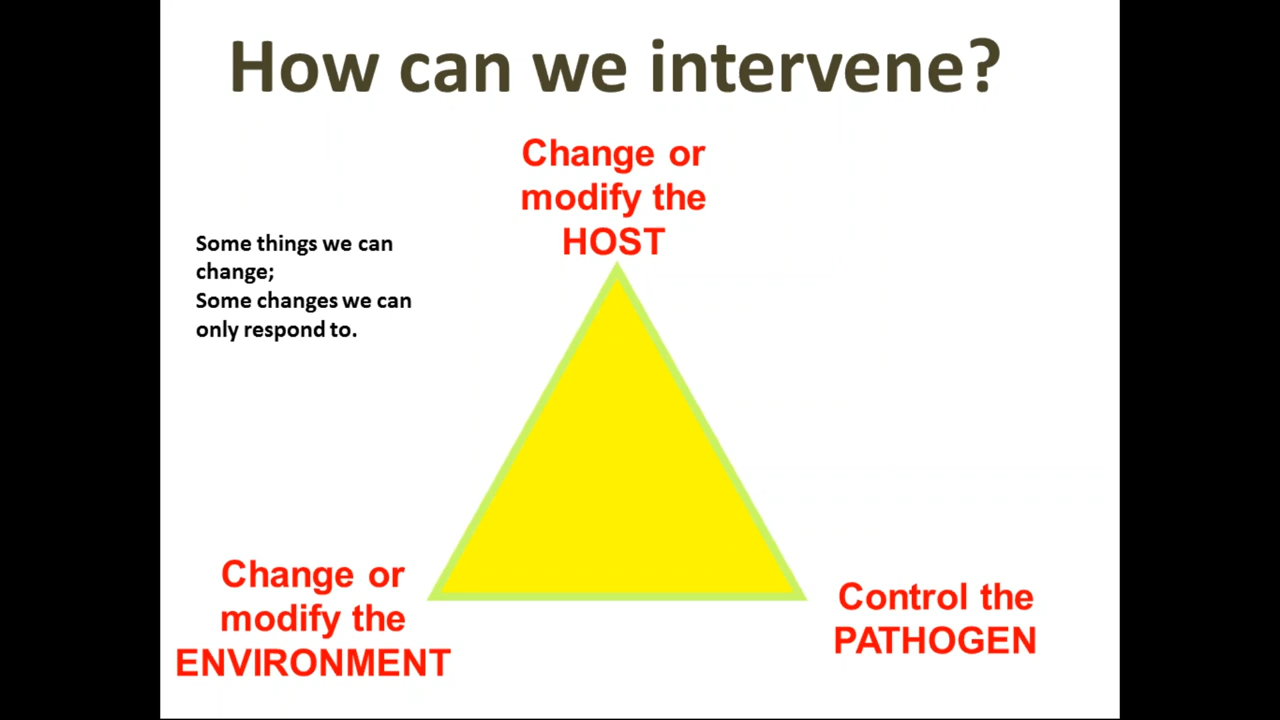 How can we intervene?
Change or
modify the
HOST
Some things we can
change;
Some changes we can
only respond to.
Change or
modify the
ENVIRONMENT
Control the
PATHOGEN